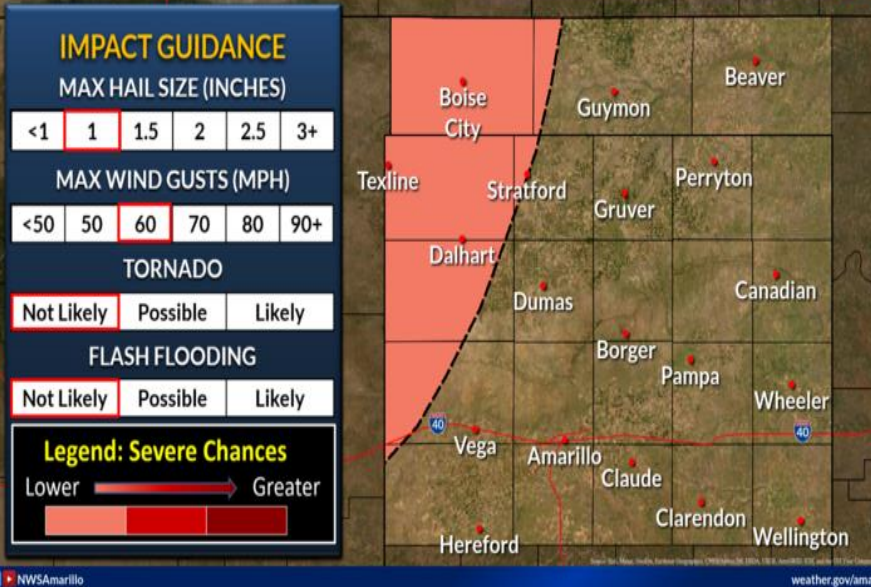 IMPACT GUIDANCE
MAX HAIL SIZE (INCHES)
<1 1 1.5 2 2.5 3+
MAX WIND GUSTS (MPH)
<50 50 60 70 80 90+
TORNADO
Not Likely Possible Likely
FLASH FLOODING
Not Likely Possible Likely
Legend: Severe Chances
Lower Greater
NWSAmarillo
Boise
City
Guymon
Beaver
Texline
Stratford
Gruver
Perryton
Dalhart
Dumas
Canadian
Borger
Pampa
Wheeler
40
Vega
Amarillo
40
Claude
Clarendon
Hereford
Wellington
weather.gov/ama